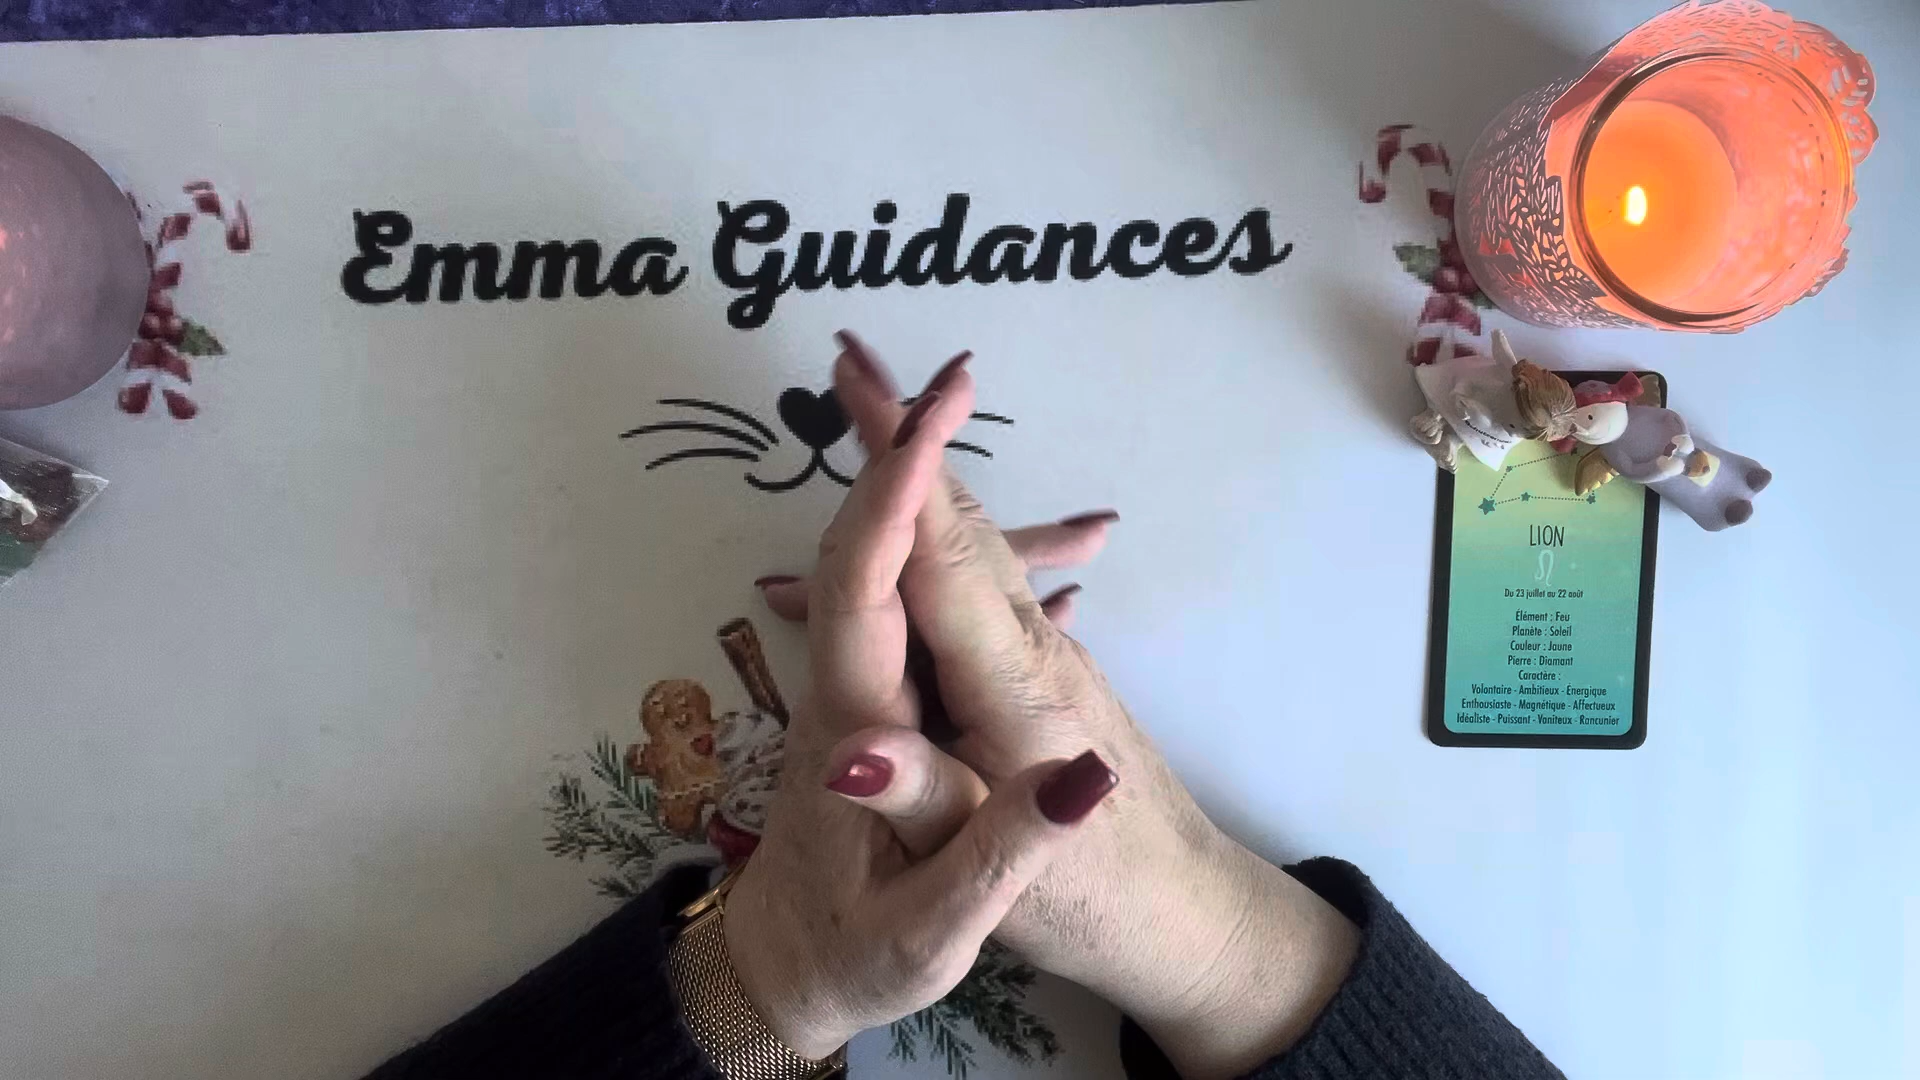 Emma Guidances
LION
Du 23 juillet au 22 août
Élément : Feu
Planète : Soleil
Couleur : Jaune
Pierre : Diamant
Caractère :
Volontaire - Ambitieux - Énergique
Enthousiaste - Magnétique - Affectueux
Idéaliste - Puissant - Vaniteux - Rancunier